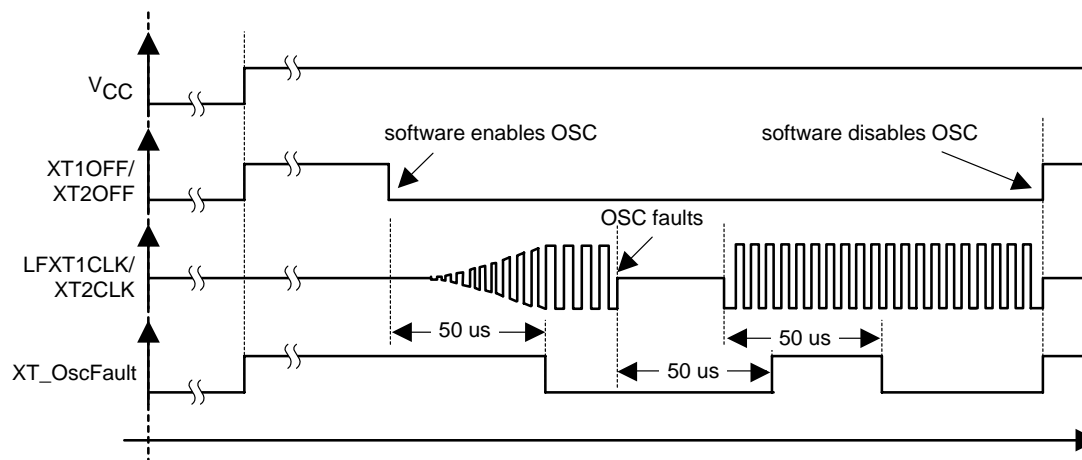 VCC
software enables OSC
software disables OSC
XT1OFF/
XT2OFF
OSC faults
LFXT1CLK/
XT2CLK
50 us
50 us
50 us
XT_OscFault